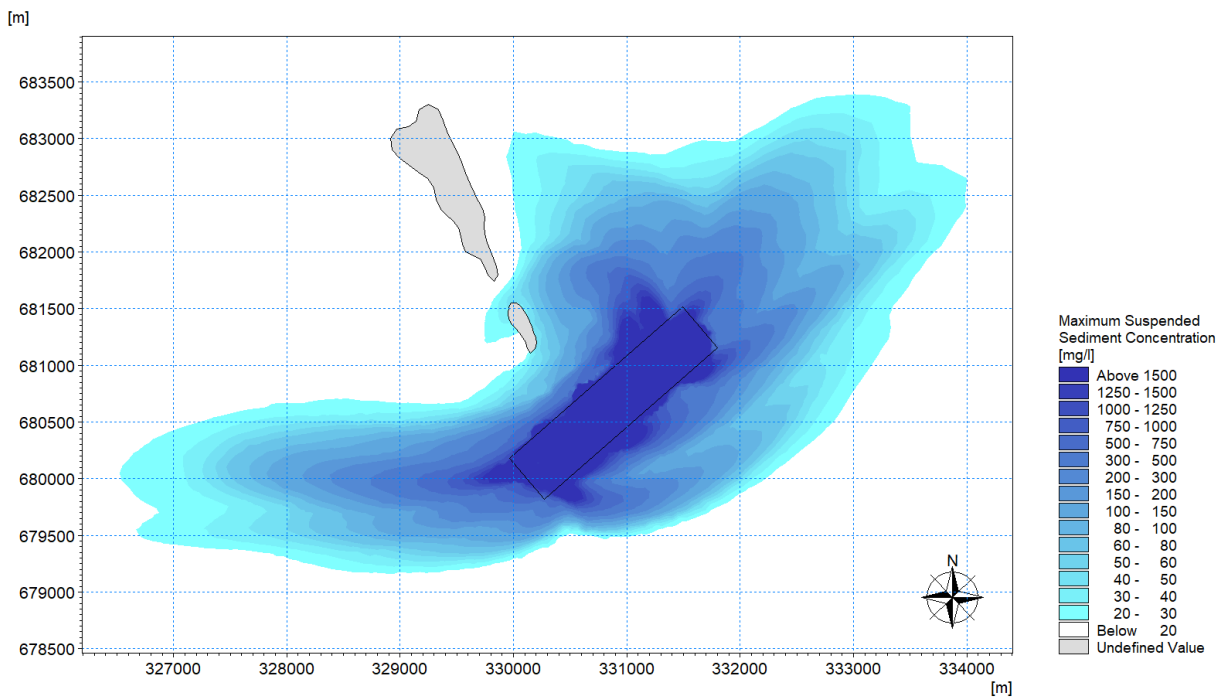 [m]
683500
683000
682500
682000
681500
681000
680500
680000
679500
679000
678500
327000 328000 329000 330000 331000 332000 333000 334000
[m]
N
Maximum Suspended
Sediment Concentration
[mg/l]
Above 1500
1250 - 1500
1000 - 1250
750 - 1000
500 - 750
300 - 500
200 - 300
150 - 200
100 - 150
80 - 100
60 - 80
50 - 60
40 - 50
30 - 40
20 - 30
Below 20
Undefined Value